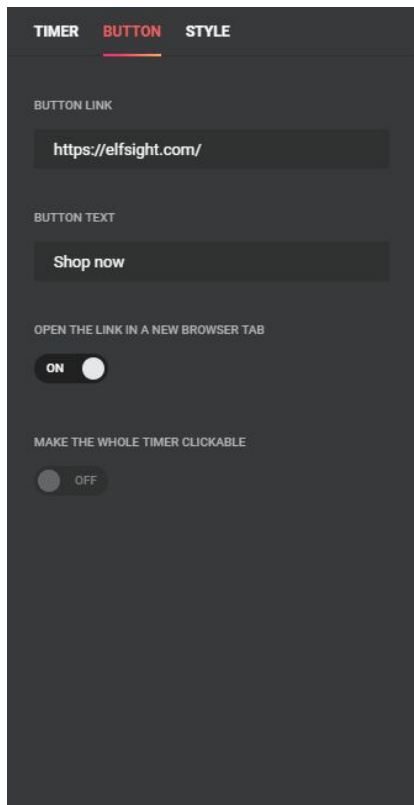 TIMER BUTTON STYLE
BUTTON LINK
https://elfsight.com/
BUTTON TEXT
Shop now
OPEN THE LINK IN A NEW BROWSER TAB
ON
MAKE THE WHOLE TIMER CLICKABLE
OFF